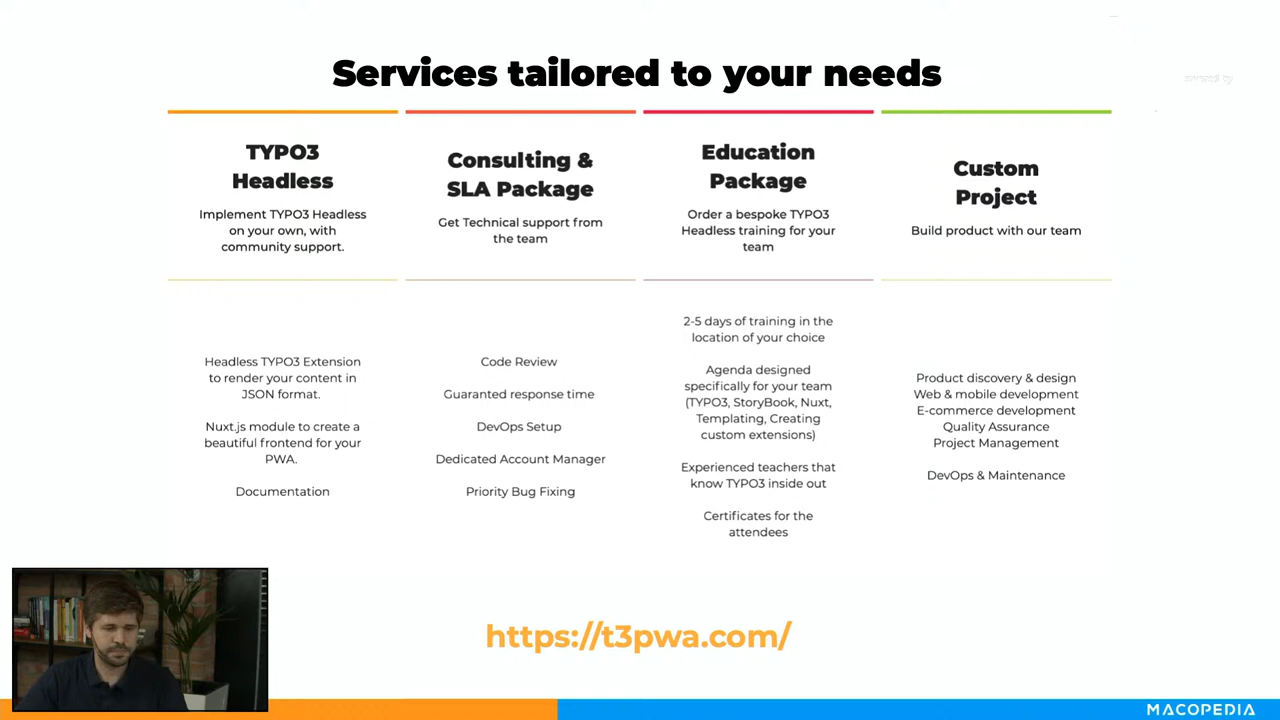 Services tailored to your needs
TYPO3
Headless
Implement TYPO3 Headless
on your own, with
community support.
Headless TYPO3 Extension
to render your content in
JSON format.
Nuxt.js module to create a
beautiful frontend for your
PWA.
Documentation
Consulting &
SLA Package
Get Technical support from
the team
Code Review
Guaranted response time
DevOps Setup
Dedicated Account Manager
Priority Bug Fixing
Education
Package
Order a bespoke TYPO3
Headless training for your
team
2-5 days of training in the
location of your choice
Agenda designed
specifically for your team
(TYPO3, StoryBook, Nuxt,
Templating, Creating
custom extensions)
Experienced teachers that
know TYPO3 inside out
Certificates for the
attendees
Custom
Project
Build product with our team
Product discovery & design
Web & mobile development
E-commerce development
Quality Assurance
Project Management
DevOps & Maintenance
https://t3pwa.com/
MACOPEDIA